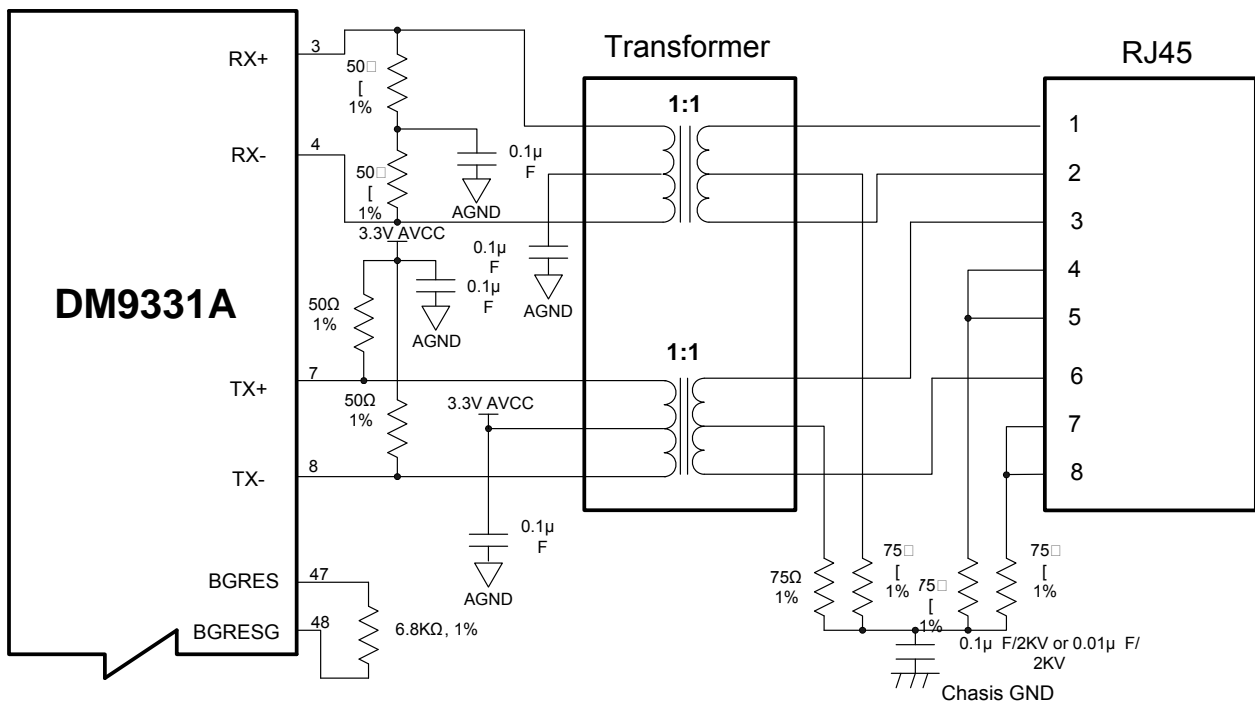 DM9331A
RX+
3
RX-
4
TX+
7
TX-
8
BGRES
47
BGRESG
48
50□
[
1%
50□
[
1%
0.1µ
F
AGND
3.3V AVCC
0.1µ
F
AGND
0.1µ
F
AGND
50Ω
1%
50Ω
1%
3.3V AVCC
0.1µ
F
AGND
6.8KΩ, 1%
Transformer
1:1
1:1
RJ45
1
2
3
4
5
6
7
8
75Ω
1%
75□
[
1%
75□
[
1%
75□
[
1%
0.1µ F/2KV or 0.01µ F/
2KV
Chasis GND